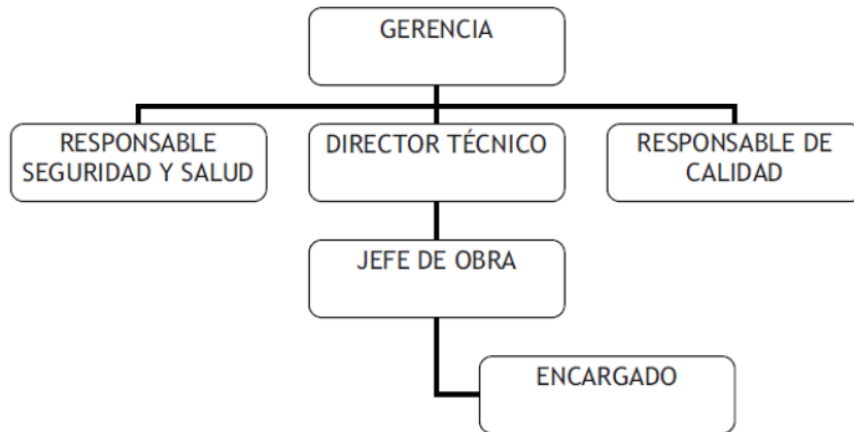 GERENCIA
RESPONSABLE
SEGURIDAD Y SALUD
DIRECTOR TÉCNICO
RESPONSABLE DE
CALIDAD
JEFE DE OBRA
ENCARGADO